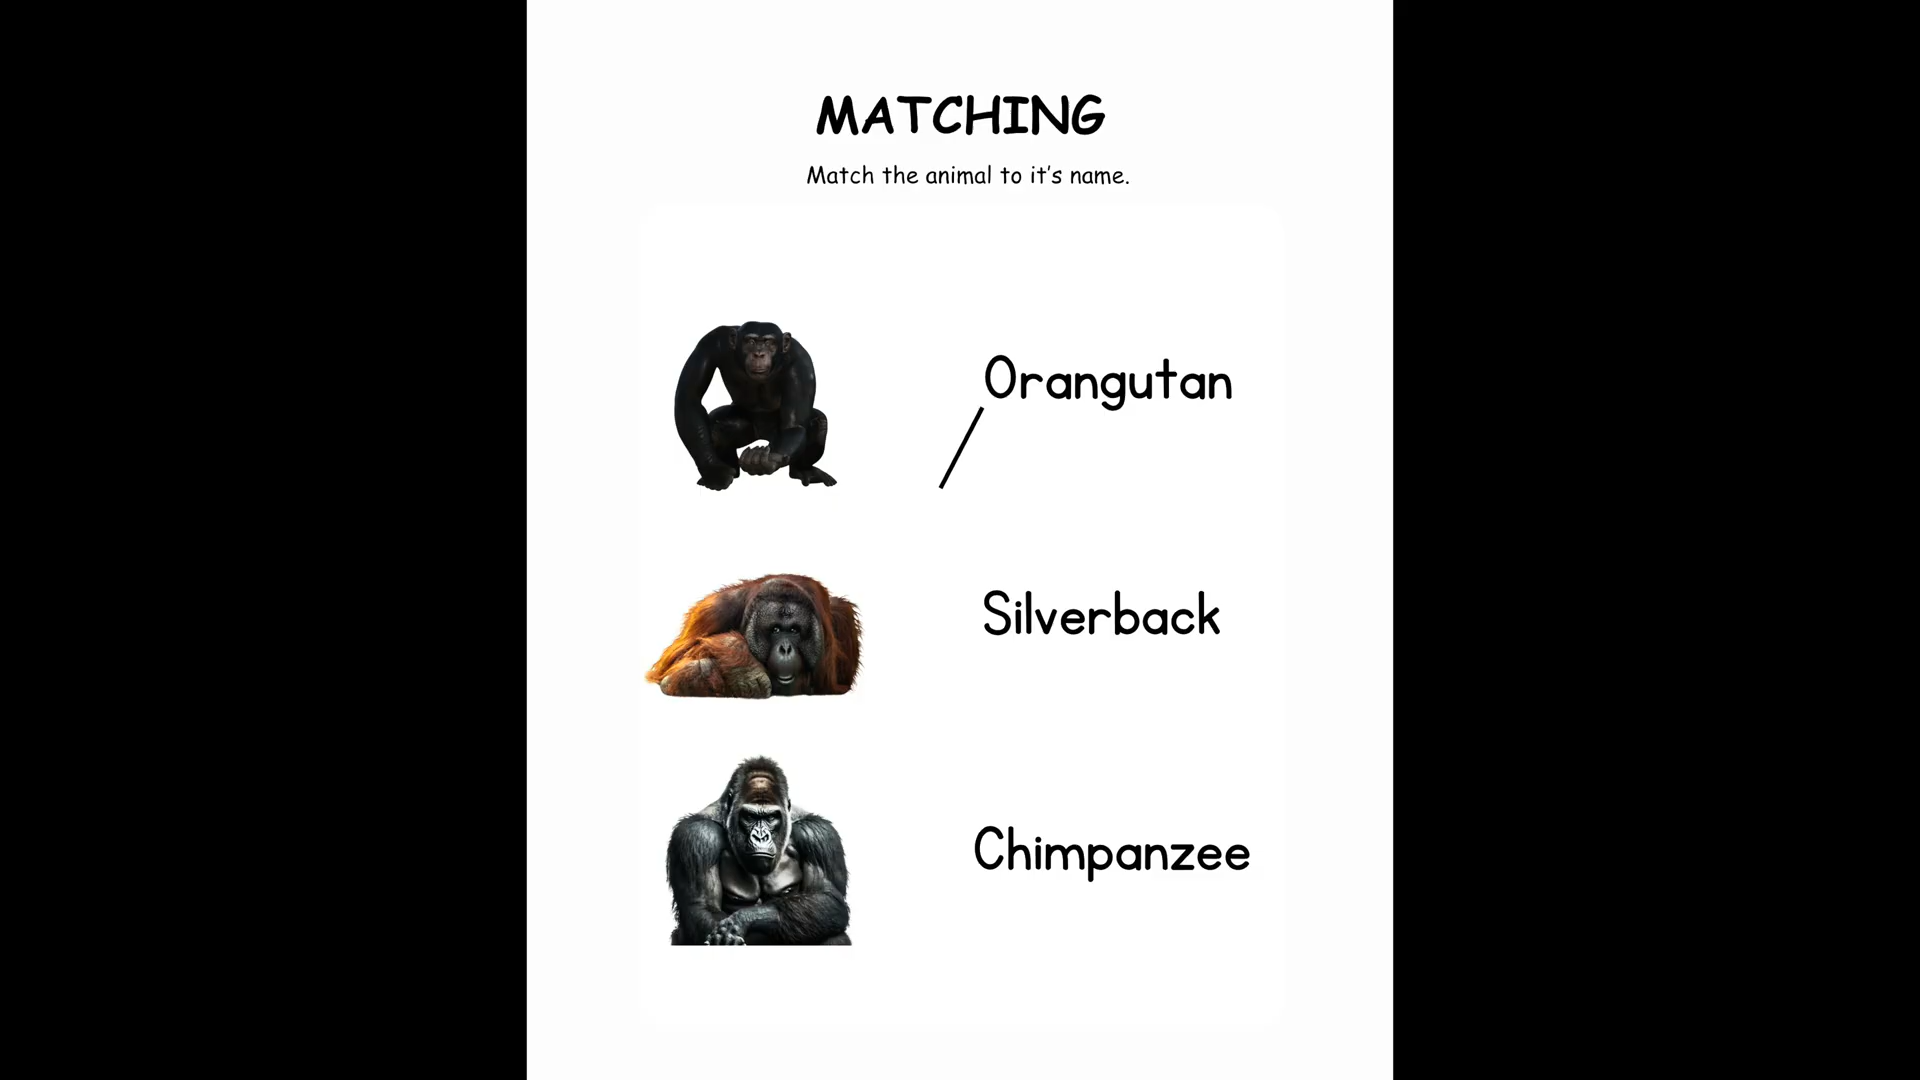 MATCHING
Match the animal to it's name.
Orangutan
Silverback
Chimpanzee